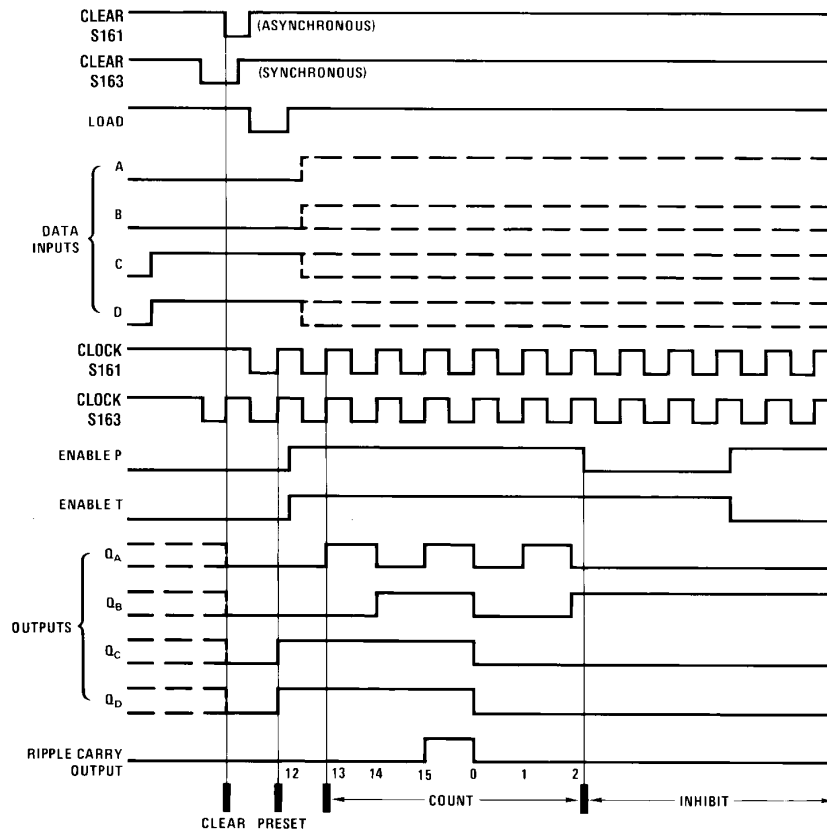 CLEAR
S161
(ASYNCHRONOUS)
CLEAR
S163
(SYNCHRONOUS)
LOAD
A
B
DATA
INPUTS
C
D
CLOCK
S161
CLOCK
S163
ENABLE P
ENABLE T
QA
QB
OUTPUTS
QC
QD
RIPPLE CARRY
OUTPUT
12 13 14 15 0 1 2
COUNT INHIBIT
CLEAR PRESET